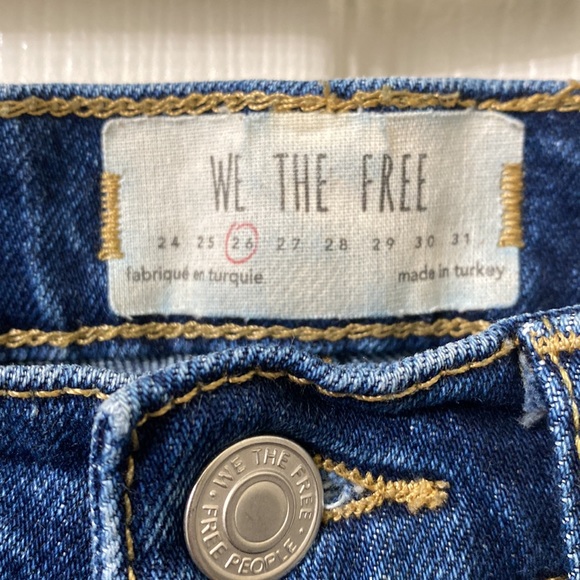 WE THE FREE
24 25 26 27 28 29 30 31
fabriqué en turquie made in turkey
• WE THE FREE •
FREE PEOPLE